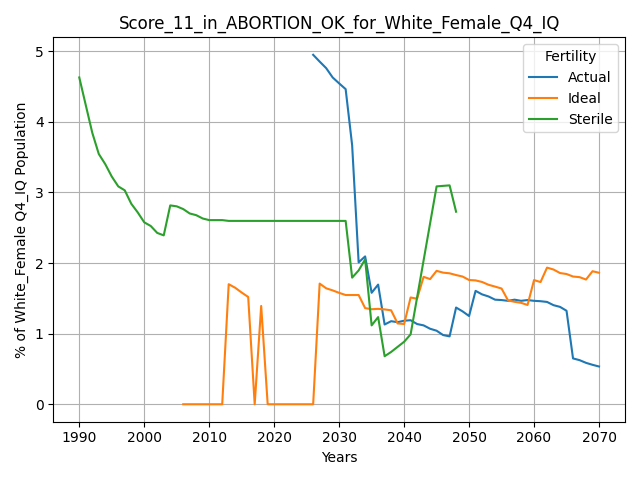 Score_11_in_ABORTION_OK_for_White_Female_Q4_IQ
% of White_Female Q4_IQ Population
5
4
3
2
1
0
Fertility
Actual
Ideal
Sterile
1990 2000 2010 2020 2030 2040 2050 2060 2070
Years